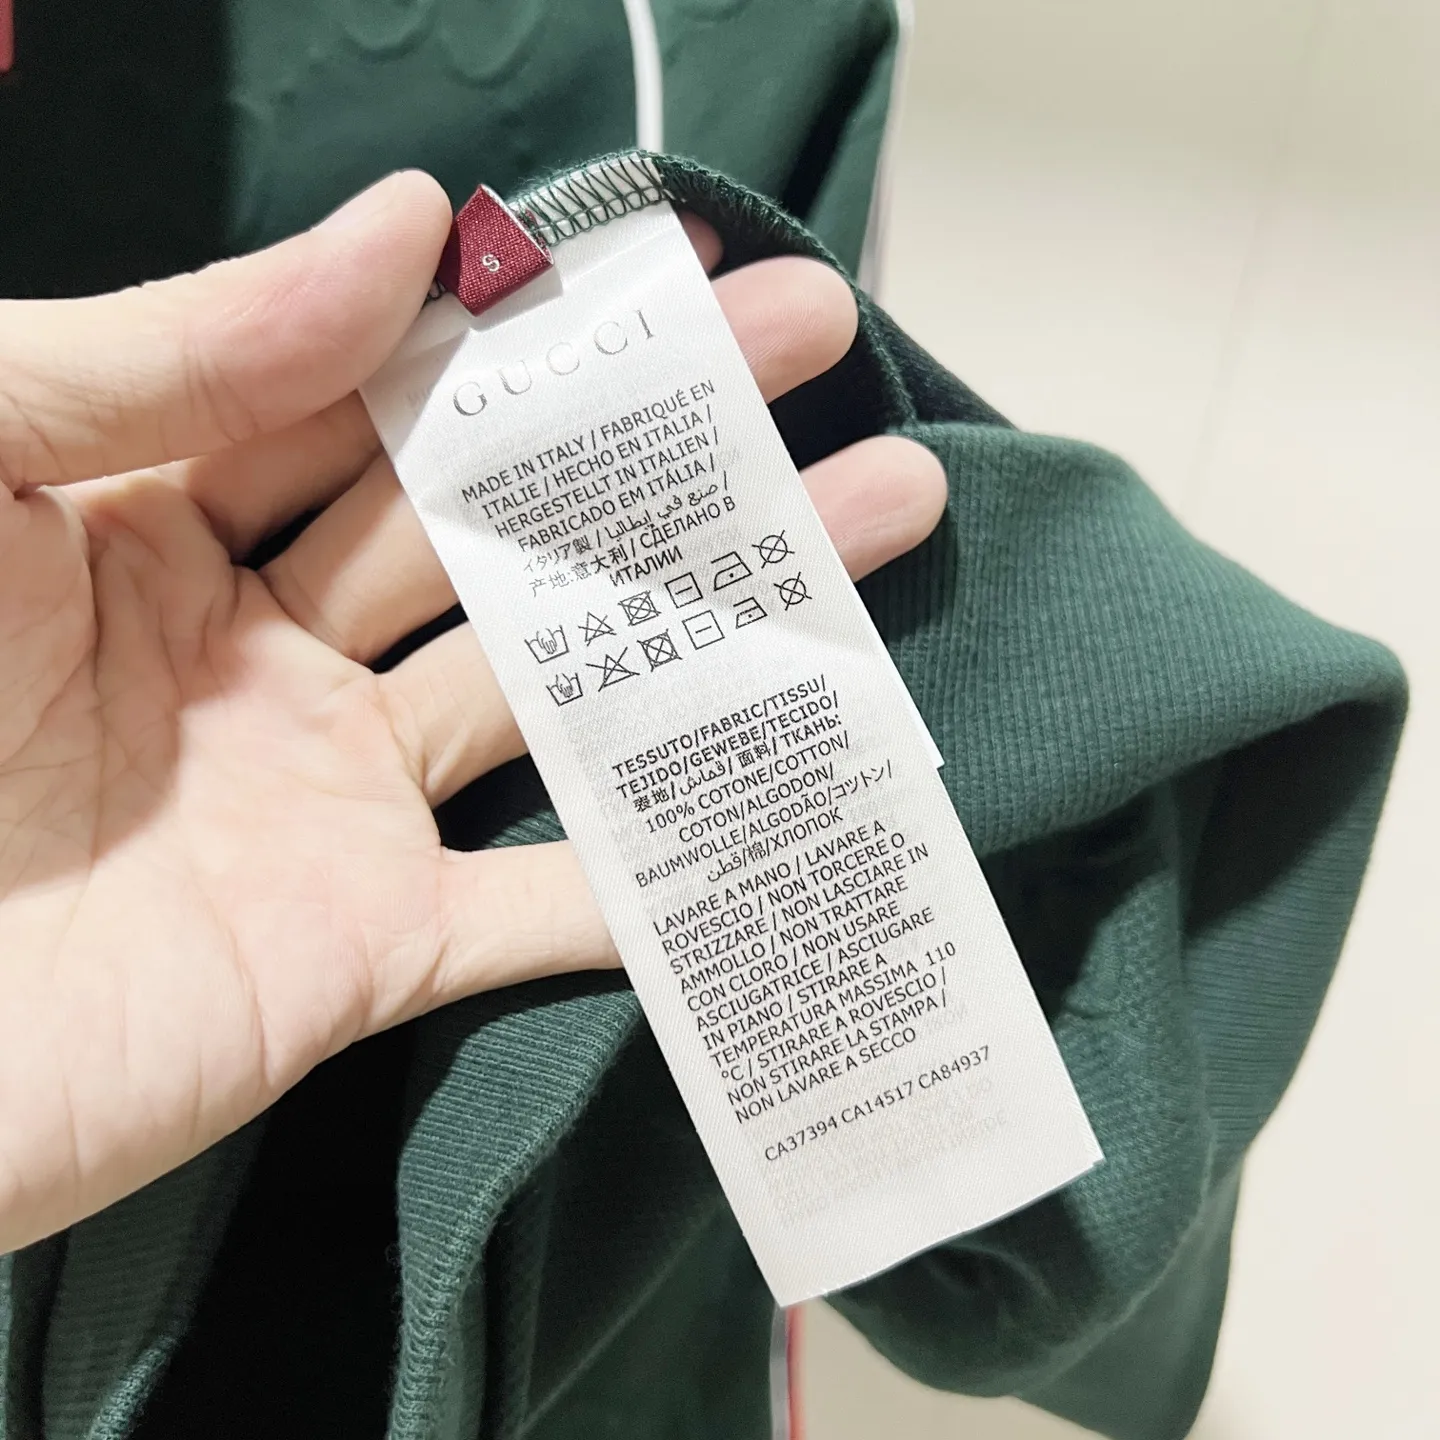 S
GUCCI
MADE IN ITALY / FABRIQUÉ EN
ITALIE / HECHO EN ITALIA /
HERGESTELLT IN ITALIEN /
FABRICADO EM ITÁLIA /
صنع في إيطاليا /
イタリア製 / СДЕЛАНО В
产地:意大利 / ИТАЛИИ
TESSUTO/FABRIC/TISSU/
TEJIDO/GEWEBE/TECIDO/
表地/قماش/ 面料/ ТКАНЬ:
100% COTONE/COTTON/
COTON/ALGODON/
BAUMWOLLE/ALGODÃO/コットン/
قطن/棉/ХЛОПОК
LAVARE A MANO / LAVARE A
ROVESCIO / NON TORCERE O
STRIZZARE / NON LASCIARE IN
AMMOLLO / NON TRATTARE
CON CLORO / NON USARE
ASCIUGATRICE / ASCIUGARE
IN PIANO / STIRARE A
TEMPERATURA MASSIMA 110
°C / STIRARE A ROVESCIO /
NON STIRARE LA STAMPA /
NON LAVARE A SECCO
CA37394 CA14517 CA84937